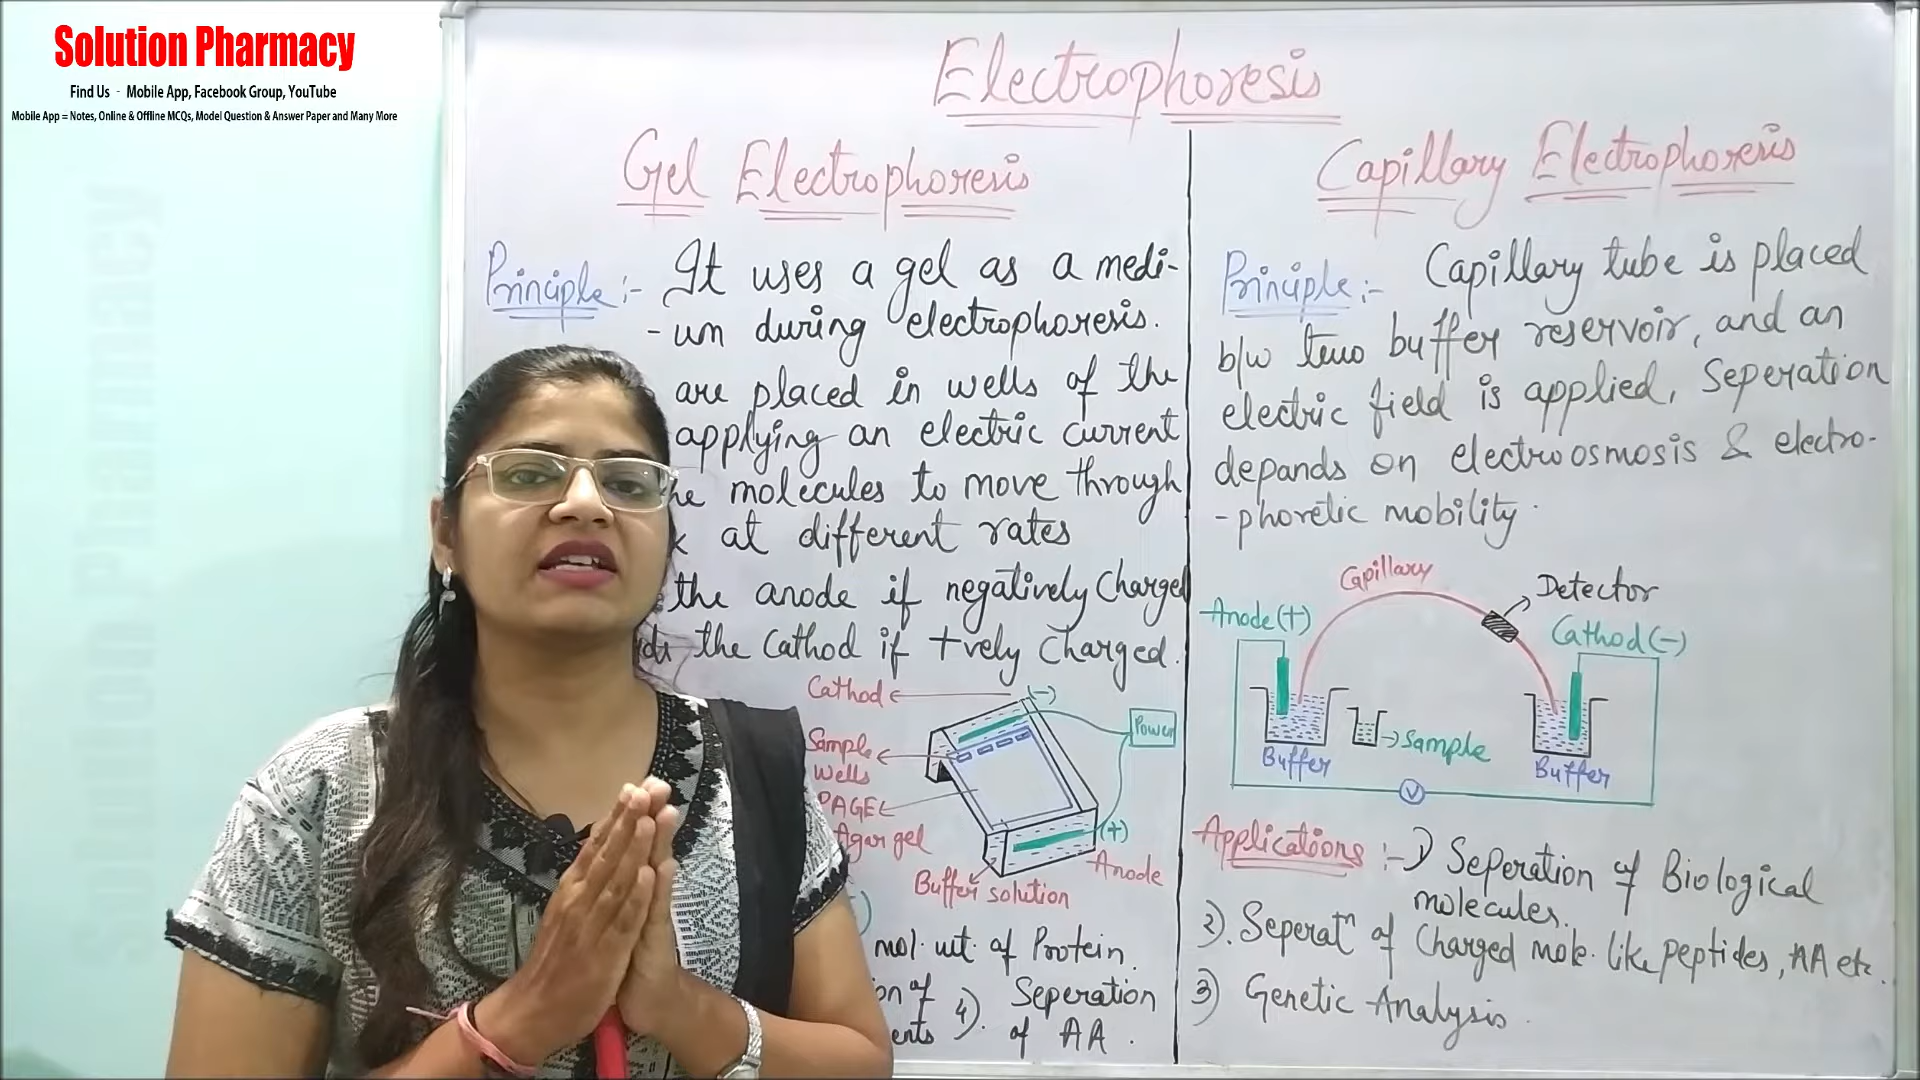 Solution Pharmacy
Find Us - Mobile App, Facebook Group, YouTube
Mobile App = Notes, Online & Offline MCQs, Model Question & Answer Paper and Many More
Solution Pharmacy
Electrophoresis
Gel Electrophoresis
Principle :- It uses a gel as a medi-
- um during electrophoresis.
are placed in wells of the
applying an electric current
molecules to move through
at different rates
the anode if negatively charged
the Cathod if +vely Charged.
Cathod
(-)
Power
Sample
wells
PAGE
Agar gel
(+)
Anode
Buffer solution
mol. wt. of Protein.
of
4). Seperation
of AA.
Capillary Electrophoresis
Principle :- Capillary tube is placed
b/w two buffer reservoir, and an
electric field is applied, Seperation
depands on electroosmosis & electro-
- phoretic mobility.
Capillary
Detector
Anode (+)
Cathod (-)
Sample
Buffer
Buffer
V
Applications :- 1) Seperation of Biological
molecules.
2). Seperatn of Charged mole. like peptides, AA etc.
3) Genetic Analysis.